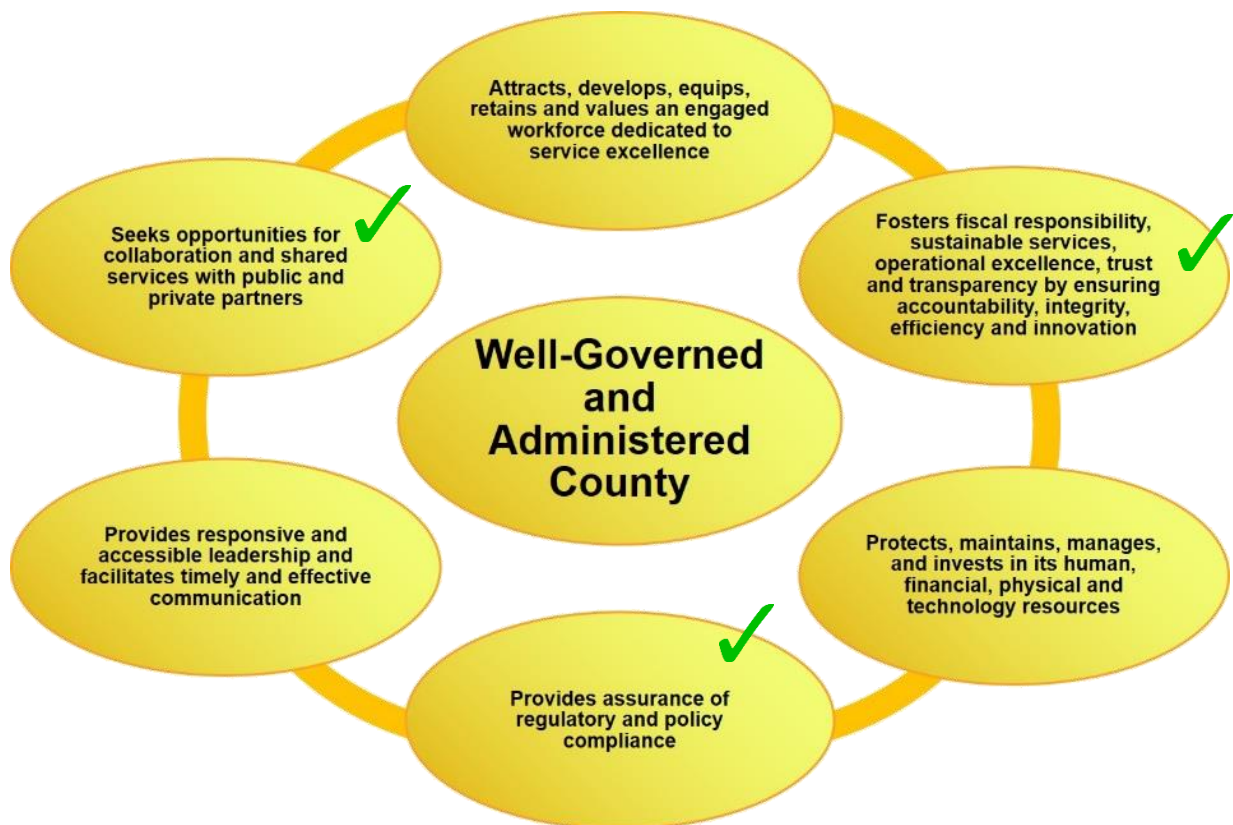 Attracts, develops, equips,
retains and values an engaged
workforce dedicated to
service excellence
Seeks opportunities for
collaboration and shared
services with public and
private partners
Fosters fiscal responsibility,
sustainable services,
operational excellence, trust
and transparency by ensuring
accountability, integrity,
efficiency and innovation
Well-Governed
and
Administered
County
Provides responsive and
accessible leadership and
facilitates timely and effective
communication
Protects, maintains, manages,
and invests in its human,
financial, physical and
technology resources
Provides assurance of
regulatory and policy
compliance